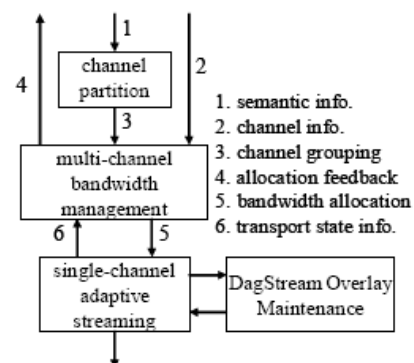 1
channel
partition
4
2
3
1. semantic info.
2. channel info.
3. channel grouping
4. allocation feedback
5. bandwidth allocation
6. transport state info.
multi-channel
bandwidth
management
6
5
single-channel
adaptive
streaming
DagStream Overlay
Maintenance